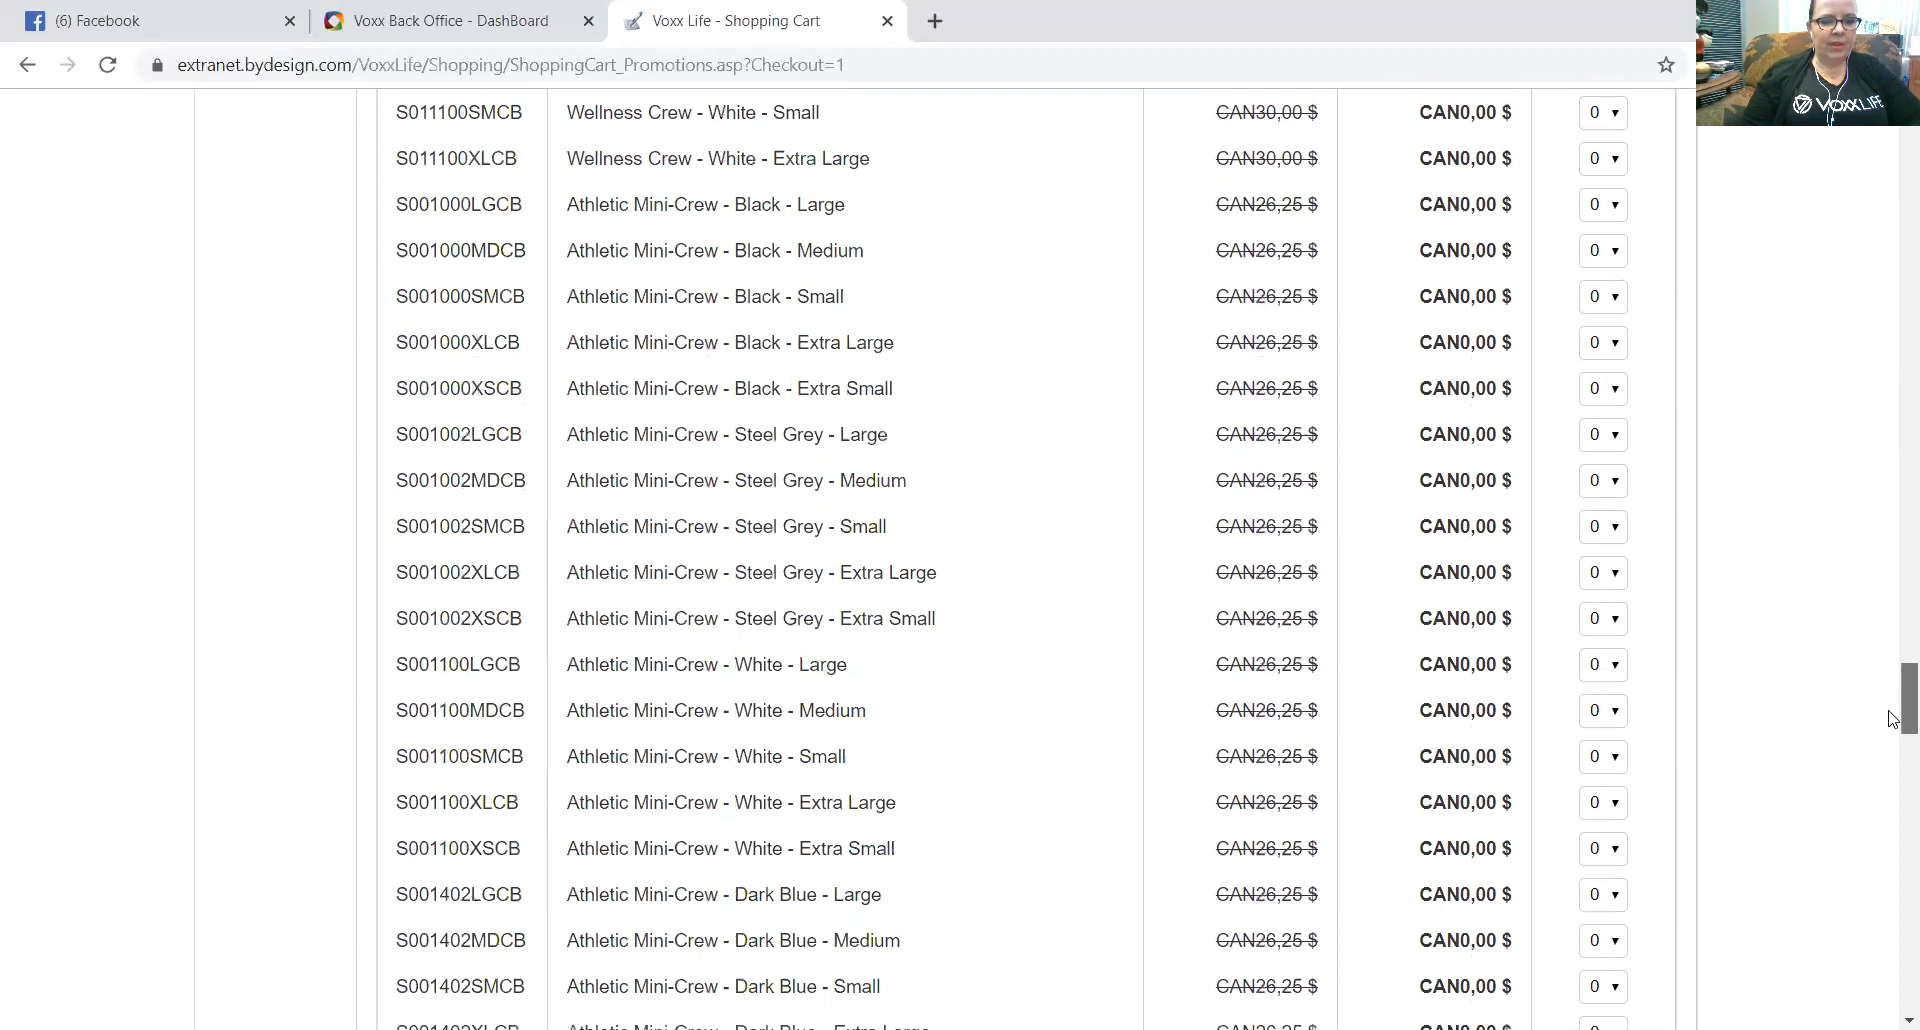 (6) Facebook
Voxx Back Office - DashBoard
Voxx Life - Shopping Cart
extranet.bydesign.com/VoxxLife/Shopping/ShoppingCart_Promotions.asp?Checkout=1
VOXXLIFE
S011100SMCB Wellness Crew - White - Small CAN30,00 $ CAN0,00 $ 0
S011100XLCB Wellness Crew - White - Extra Large CAN30,00 $ CAN0,00 $ 0
S001000LGCB Athletic Mini-Crew - Black - Large CAN26,25 $ CAN0,00 $ 0
S001000MDCB Athletic Mini-Crew - Black - Medium CAN26,25 $ CAN0,00 $ 0
S001000SMCB Athletic Mini-Crew - Black - Small CAN26,25 $ CAN0,00 $ 0
S001000XLCB Athletic Mini-Crew - Black - Extra Large CAN26,25 $ CAN0,00 $ 0
S001000XSCB Athletic Mini-Crew - Black - Extra Small CAN26,25 $ CAN0,00 $ 0
S001002LGCB Athletic Mini-Crew - Steel Grey - Large CAN26,25 $ CAN0,00 $ 0
S001002MDCB Athletic Mini-Crew - Steel Grey - Medium CAN26,25 $ CAN0,00 $ 0
S001002SMCB Athletic Mini-Crew - Steel Grey - Small CAN26,25 $ CAN0,00 $ 0
S001002XLCB Athletic Mini-Crew - Steel Grey - Extra Large CAN26,25 $ CAN0,00 $ 0
S001002XSCB Athletic Mini-Crew - Steel Grey - Extra Small CAN26,25 $ CAN0,00 $ 0
S001100LGCB Athletic Mini-Crew - White - Large CAN26,25 $ CAN0,00 $ 0
S001100MDCB Athletic Mini-Crew - White - Medium CAN26,25 $ CAN0,00 $ 0
S001100SMCB Athletic Mini-Crew - White - Small CAN26,25 $ CAN0,00 $ 0
S001100XLCB Athletic Mini-Crew - White - Extra Large CAN26,25 $ CAN0,00 $ 0
S001100XSCB Athletic Mini-Crew - White - Extra Small CAN26,25 $ CAN0,00 $ 0
S001402LGCB Athletic Mini-Crew - Dark Blue - Large CAN26,25 $ CAN0,00 $ 0
S001402MDCB Athletic Mini-Crew - Dark Blue - Medium CAN26,25 $ CAN0,00 $ 0
S001402SMCB Athletic Mini-Crew - Dark Blue - Small CAN26,25 $ CAN0,00 $ 0